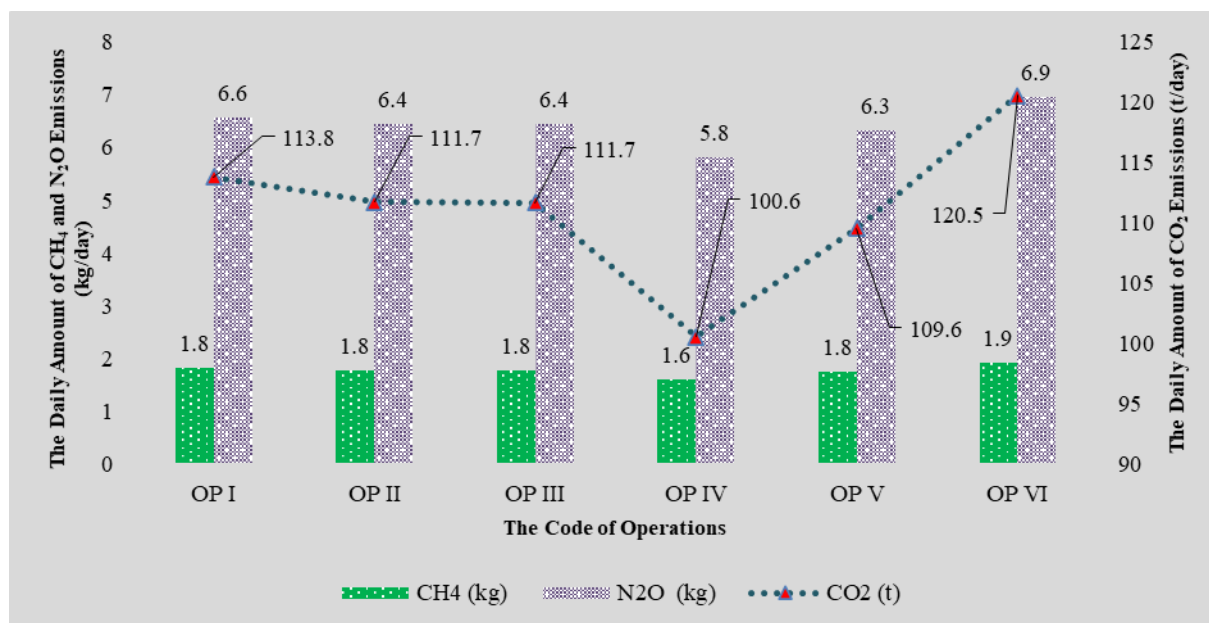 The Daily Amount of CH₄ and N₂O Emissions
(kg/day)
8
7
6
5
4
3
2
1
0
6.6
6.4
6.4
5.8
6.3
6.9
113.8
111.7
111.7
100.6
109.6
120.5
1.8
1.8
1.8
1.6
1.8
1.9
125
120
115
110
105
100
95
90
The Daily Amount of CO₂ Emissions (t/day)
OP I
OP II
OP III
OP IV
OP V
OP VI
The Code of Operations
CH4 (kg)
N2O (kg)
CO2 (t)